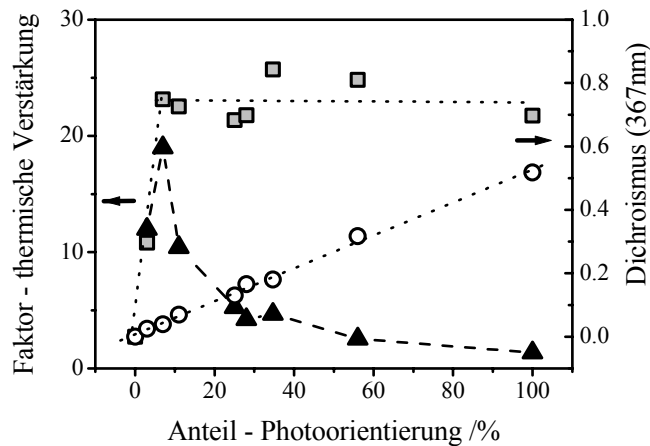 Faktor - thermische Verstärkung
30
20
10
0
0 20 40 60 80 100
Anteil - Photoorientierung /%
1.0
0.8
0.6
0.4
0.2
0.0
Dichroismus (367nm)